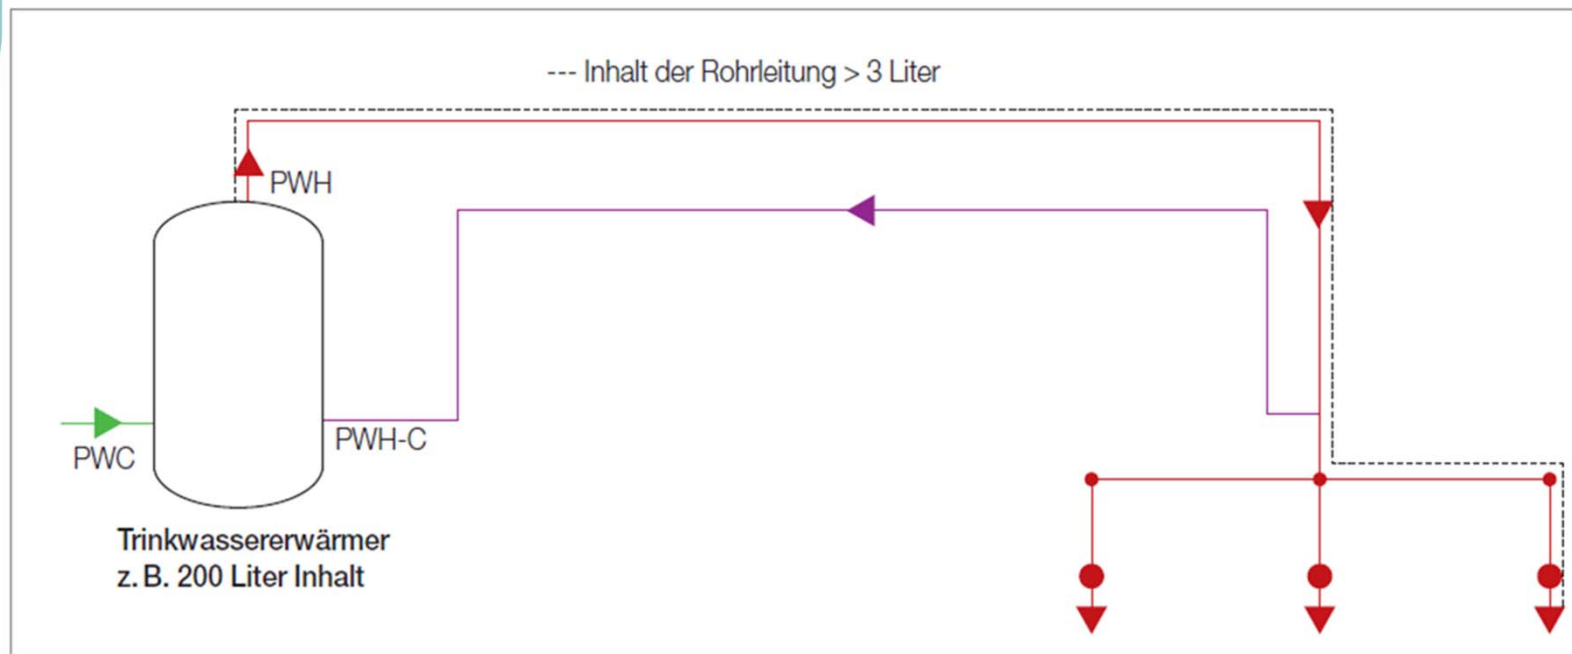 --- Inhalt der Rohrleitung > 3 Liter
PWH
PWH-C
PWC
Trinkwassererwärmer
z. B. 200 Liter Inhalt